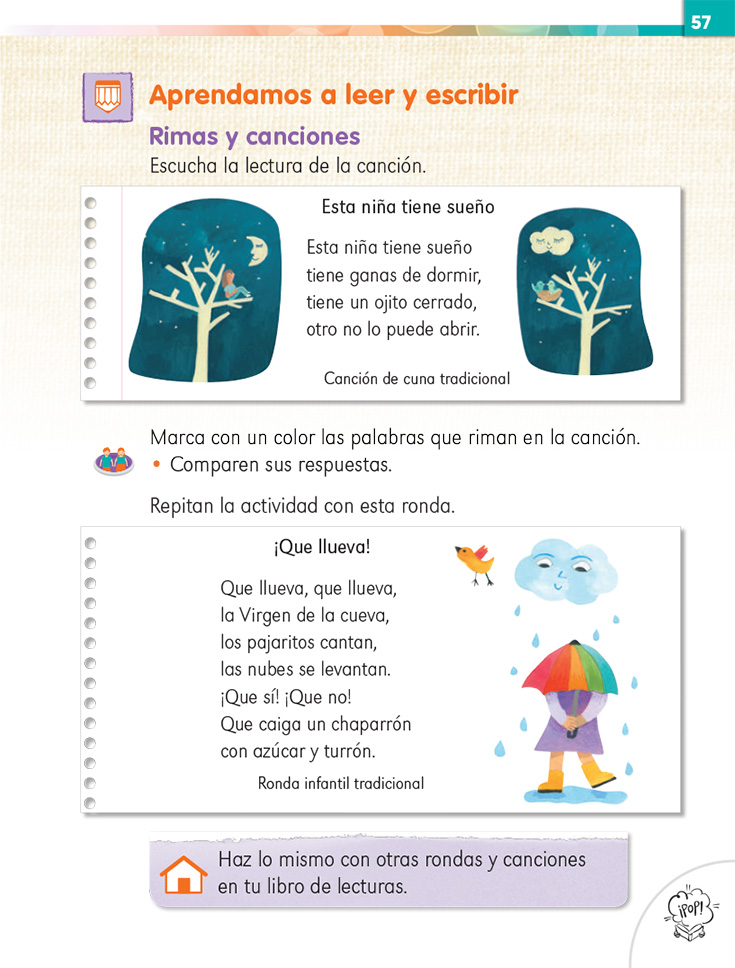 57
Aprendamos a leer y escribir
Rimas y canciones
Escucha la lectura de la canción.
Esta niña tiene sueño
Esta niña tiene sueño
tiene ganas de dormir,
tiene un ojito cerrado,
otro no lo puede abrir.
Canción de cuna tradicional
Marca con un color las palabras que riman en la canción.
• Comparen sus respuestas.
Repitan la actividad con esta ronda.
¡Que llueva!
Que llueva, que llueva,
la Virgen de la cueva,
los pajaritos cantan,
las nubes se levantan.
¡Que sí! ¡Que no!
Que caiga un chaparrón
con azúcar y turrón.
Ronda infantil tradicional
Haz lo mismo con otras rondas y canciones
en tu libro de lecturas.
¡POP!